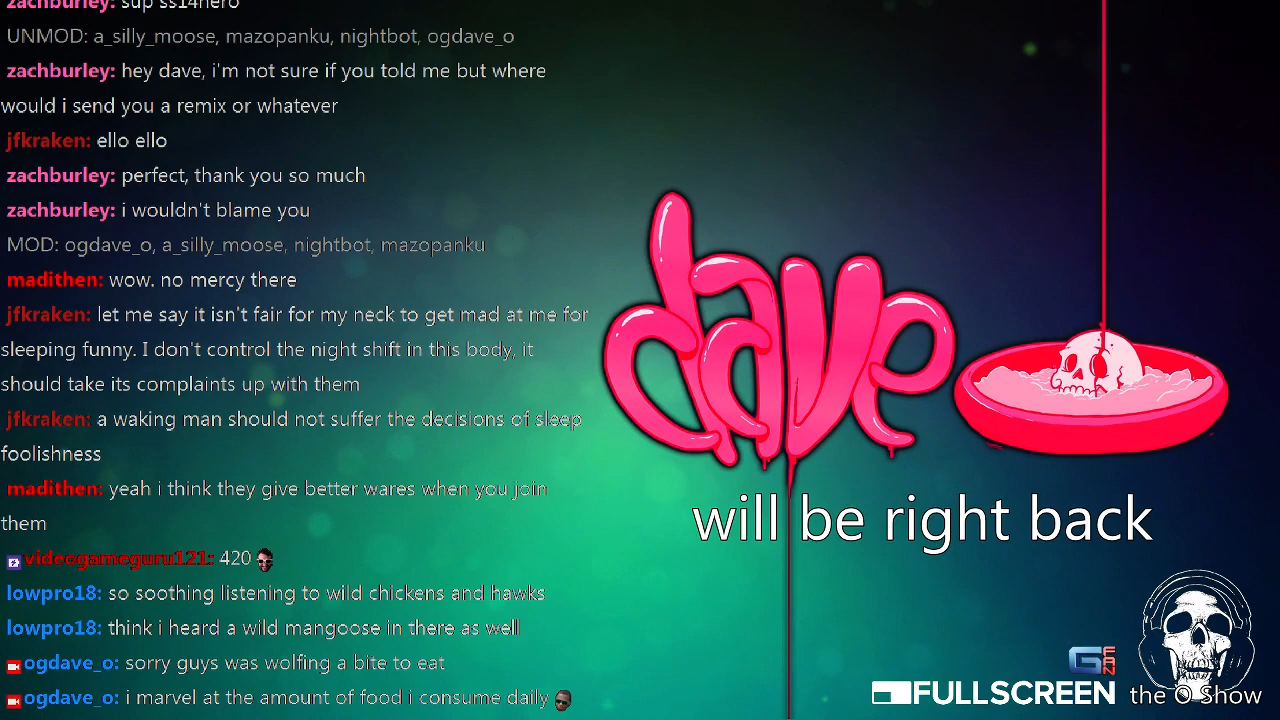 zachburley: sup ss14hero
UNMOD: a_silly_moose, mazopanku, nightbot, ogdave_o
zachburley: hey dave, i'm not sure if you told me but where
would i send you a remix or whatever
jfkraken: ello ello
zachburley: perfect, thank you so much
zachburley: i wouldn't blame you
MOD: ogdave_o, a_silly_moose, nightbot, mazopanku
madithen: wow. no mercy there
jfkraken: let me say it isn't fair for my neck to get mad at me for
sleeping funny. I don't control the night shift in this body, it
should take its complaints up with them
jfkraken: a waking man should not suffer the decisions of sleep
foolishness
madithen: yeah i think they give better wares when you join
them
videogameguru121: 420
lowpro18: so soothing listening to wild chickens and hawks
lowpro18: think i heard a wild mangoose in there as well
ogdave_o: sorry guys was wolfing a bite to eat
ogdave_o: i marvel at the amount of food i consume daily
dave
will be right back
G FAN
FULLSCREEN
the O Show